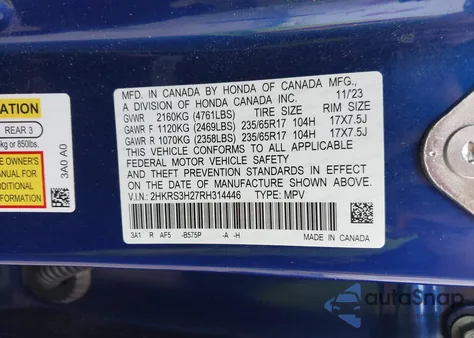 ATION
REAR 3
kg or 850lbs.
E OWNER'S
MANUAL FOR
ADDITIONAL
FORMATION
3A0 A0
MFD. IN CANADA BY HONDA OF CANADA MFG.,
A DIVISION OF HONDA CANADA INC. 11/23
GVWR 2160KG (4761LBS) RIM SIZE
GAWR F 1120KG (2469LBS) 235/65R17 104H 17X7.5J
GAWR R 1070KG (2358LBS) 235/65R17 104H 17X7.5J
THIS VEHICLE CONFORMS TO ALL APPLICABLE
FEDERAL MOTOR VEHICLE SAFETY
AND THEFT PREVENTION STANDARDS IN EFFECT
ON THE DATE OF MANUFACTURE SHOWN ABOVE.
V.I.N.: 2HKRS3H27RH314446 TYPE: MPV
3A1 R AF5 -B575P -A -H
MADE IN CANADA
autoSnap